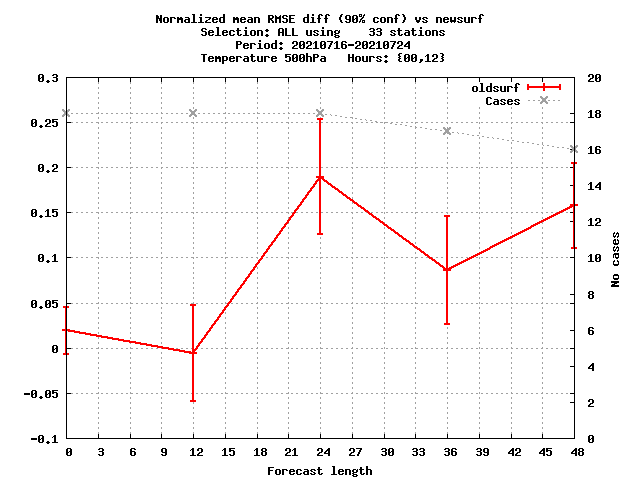 Normalized mean RMSE diff (90% conf) vs newsurf
Selection: ALL using    33 stations
Period: 20210716-20210724
Temperature 500hPa   Hours: {00,12}
oldsurf
Cases
0.3
0.25
0.2
0.15
0.1
0.05
0
-0.05
-0.1
20
18
16
14
12
10
8
6
4
2
0
No cases
0 3 6 9 12 15 18 21 24 27 30 33 36 39 42 45 48
Forecast length